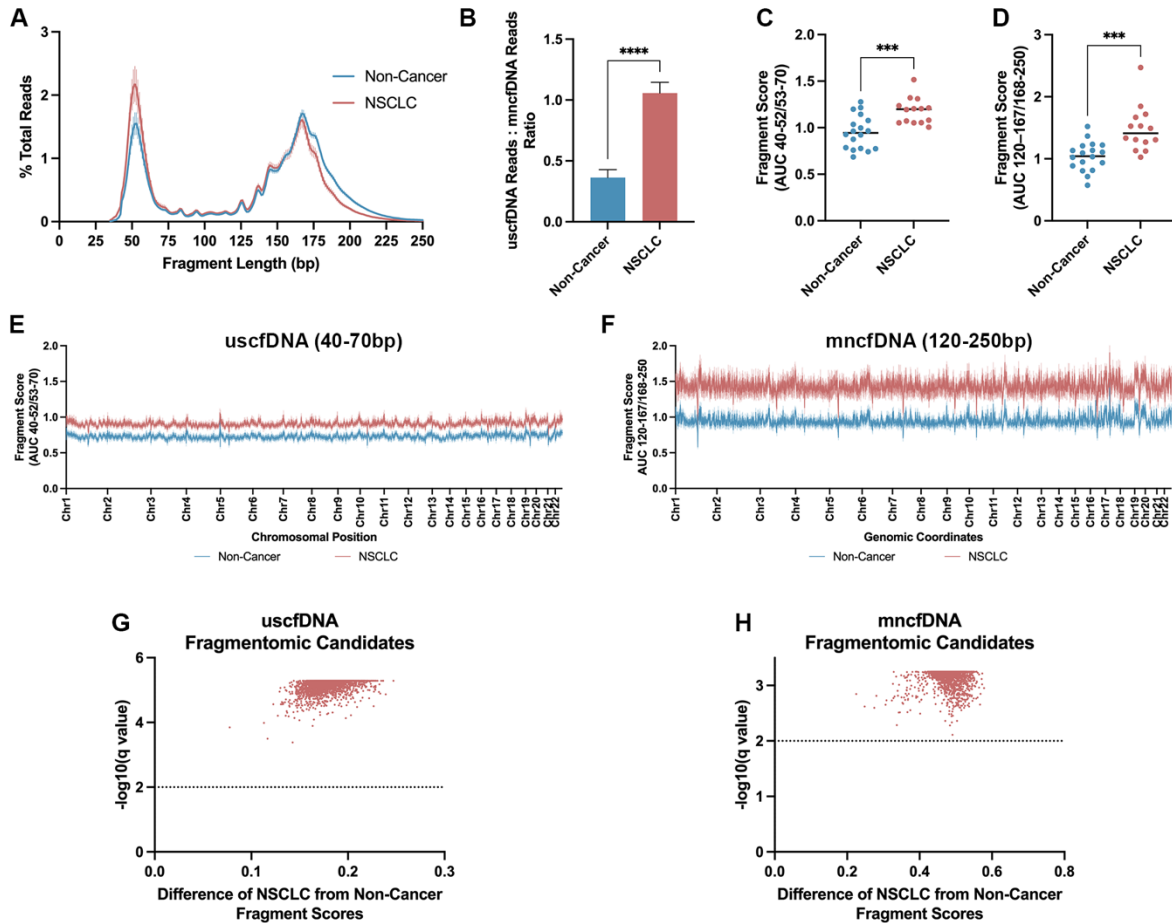 A
% Total Reads
3
2
1
0
0 25 50 75 100 125 150 175 200 225 250
Fragment Length (bp)
Non-Cancer
NSCLC
B
uscfDNA Reads : mncfDNA Reads
Ratio
1.5
1.0
0.5
0.0
****
Non-Cancer
NSCLC
C
Fragment Score
(AUC 40-52/53-70)
2.0
1.5
1.0
0.5
0.0
***
Non-Cancer
NSCLC
D
Fragment Score
(AUC 120–167/168-250)
3
2
1
0
***
Non-Cancer
NSCLC
E
uscfDNA (40-70bp)
Fragment Score
(AUC 40-52/53-70)
2.0
1.5
1.0
0.5
0.0
Chr1 Chr2 Chr3 Chr4 Chr5 Chr6 Chr7 Chr8 Chr9 Chr10 Chr11 Chr12 Chr13 Chr14 Chr15 Chr16 Chr17 Chr18 Chr19 Chr20 Chr21 Chr22
Chromosomal Position
Non-Cancer NSCLC
F
mncfDNA (120-250bp)
Fragment Score
AUC 120-167/168-250
2.0
1.5
1.0
0.5
0.0
Chr1 Chr2 Chr3 Chr4 Chr5 Chr6 Chr7 Chr8 Chr9 Chr10 Chr11 Chr12 Chr13 Chr14 Chr15 Chr16 Chr17 Chr18 Chr19 Chr20 Chr21 Chr22
Genomic Coordinates
Non-Cancer NSCLC
G
uscfDNA
Fragmentomic Candidates
-log10(q value)
6
4
2
0
0.0 0.1 0.2 0.3
Difference of NSCLC from Non-Cancer
Fragment Scores
H
mncfDNA
Fragmentomic Candidates
-log10(q value)
3
2
1
0
0.0 0.2 0.4 0.6 0.8
Difference of NSCLC from Non-Cancer
Fragment Scores